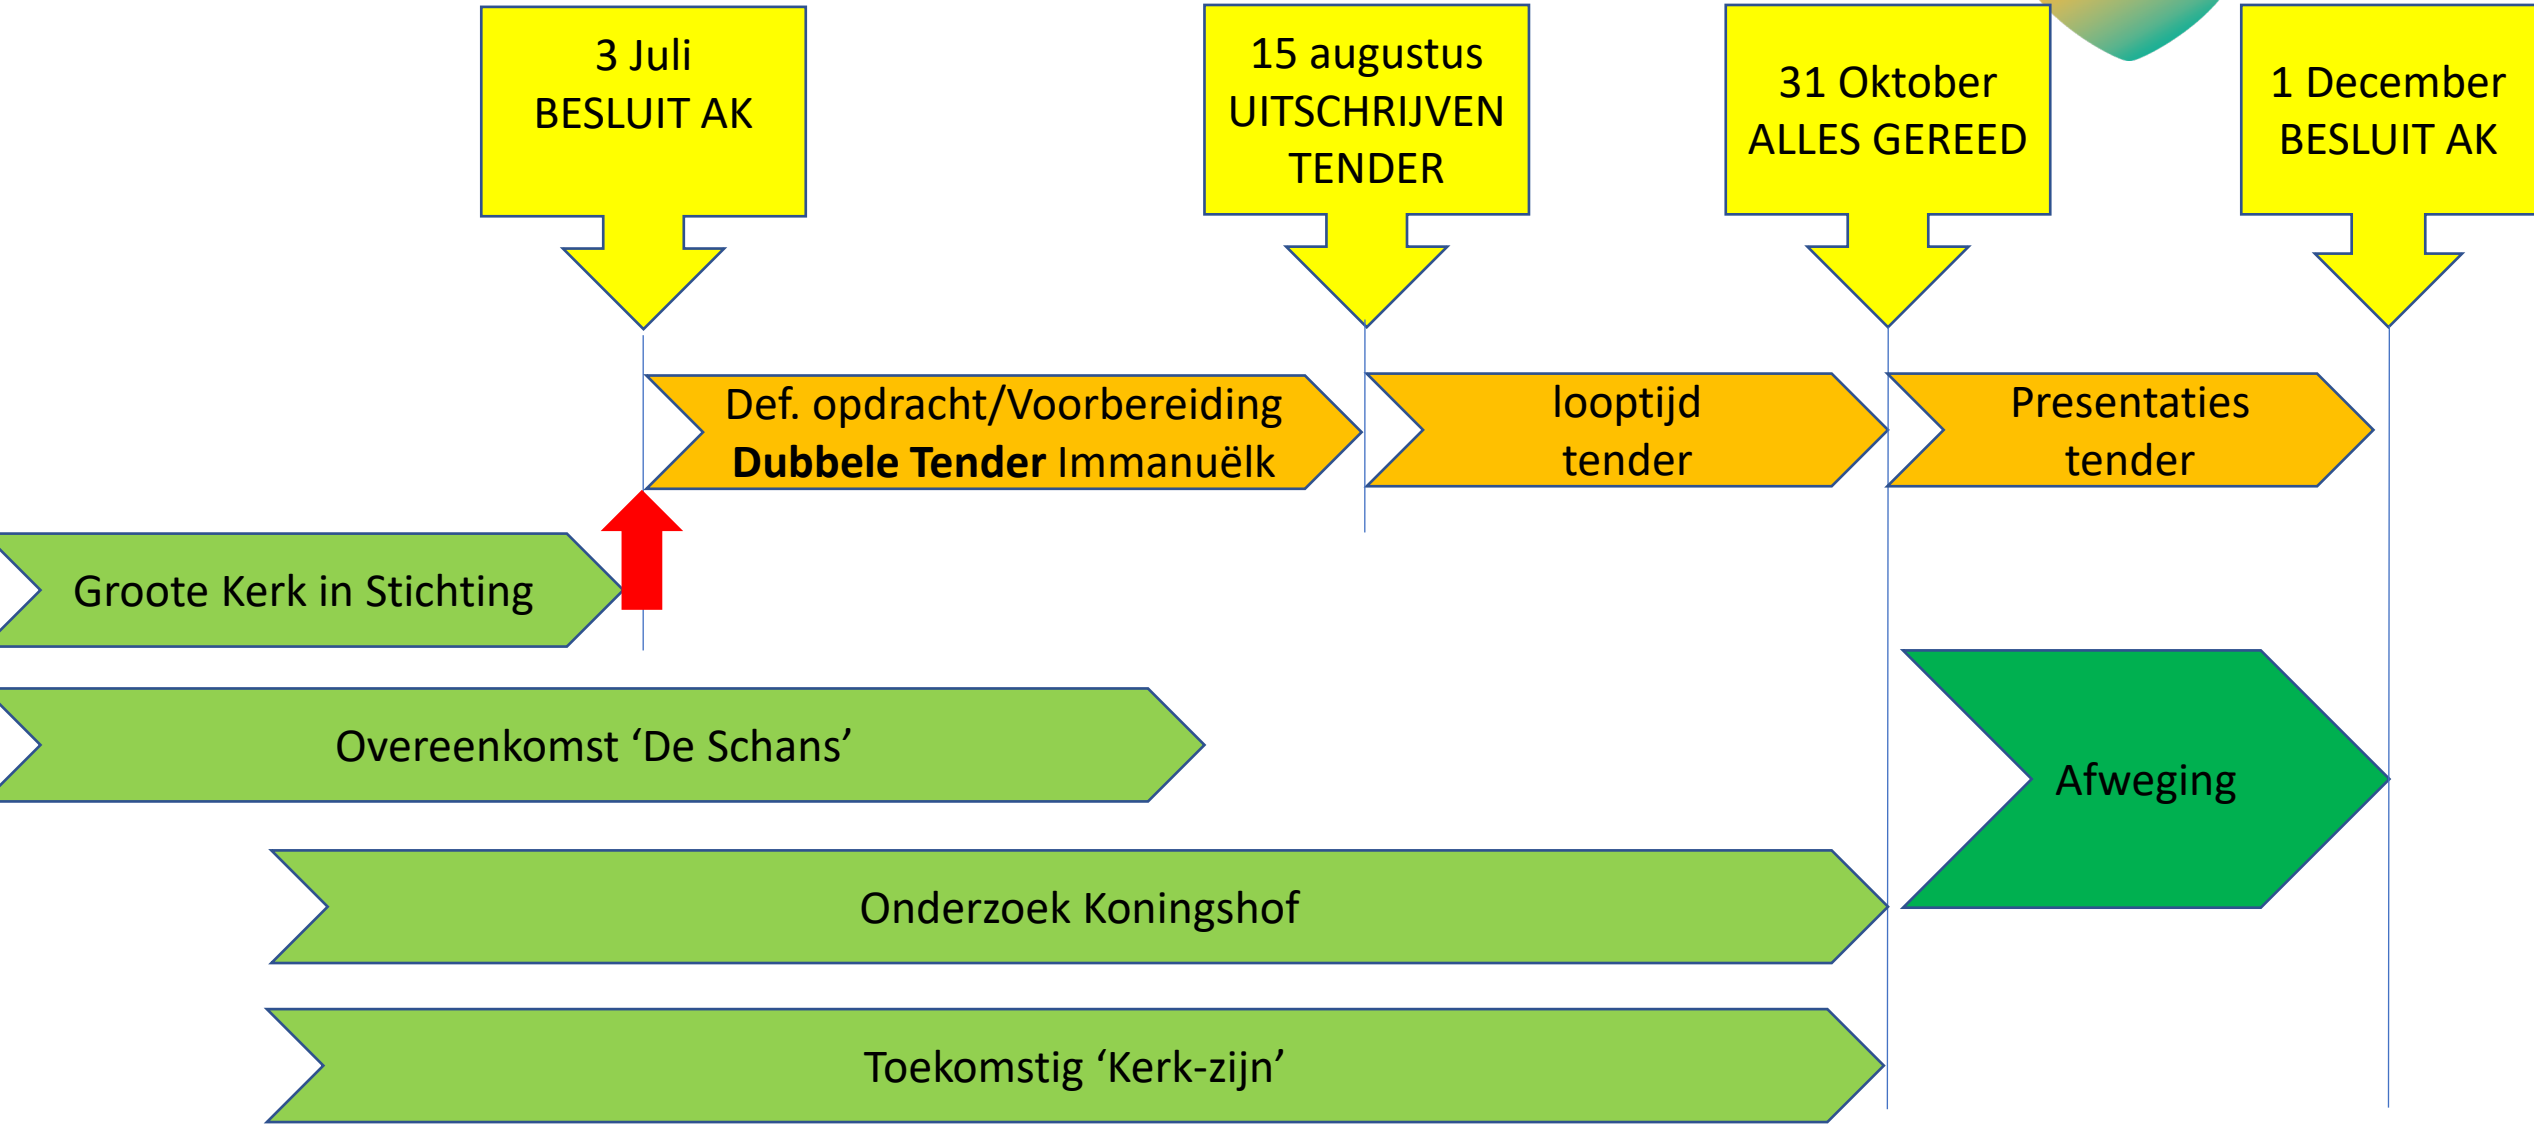 3 Juli
BESLUIT AK
15 augustus
UITSCHRIJVEN
TENDER
31 Oktober
ALLES GEREED
1 December
BESLUIT AK
Def. opdracht/Voorbereiding
Dubbele Tender Immanuëlk
looptijd
tender
Presentaties
tender
Groote Kerk in Stichting
Overeenkomst ‘De Schans’
Afweging
Onderzoek Koningshof
Toekomstig ‘Kerk-zijn’